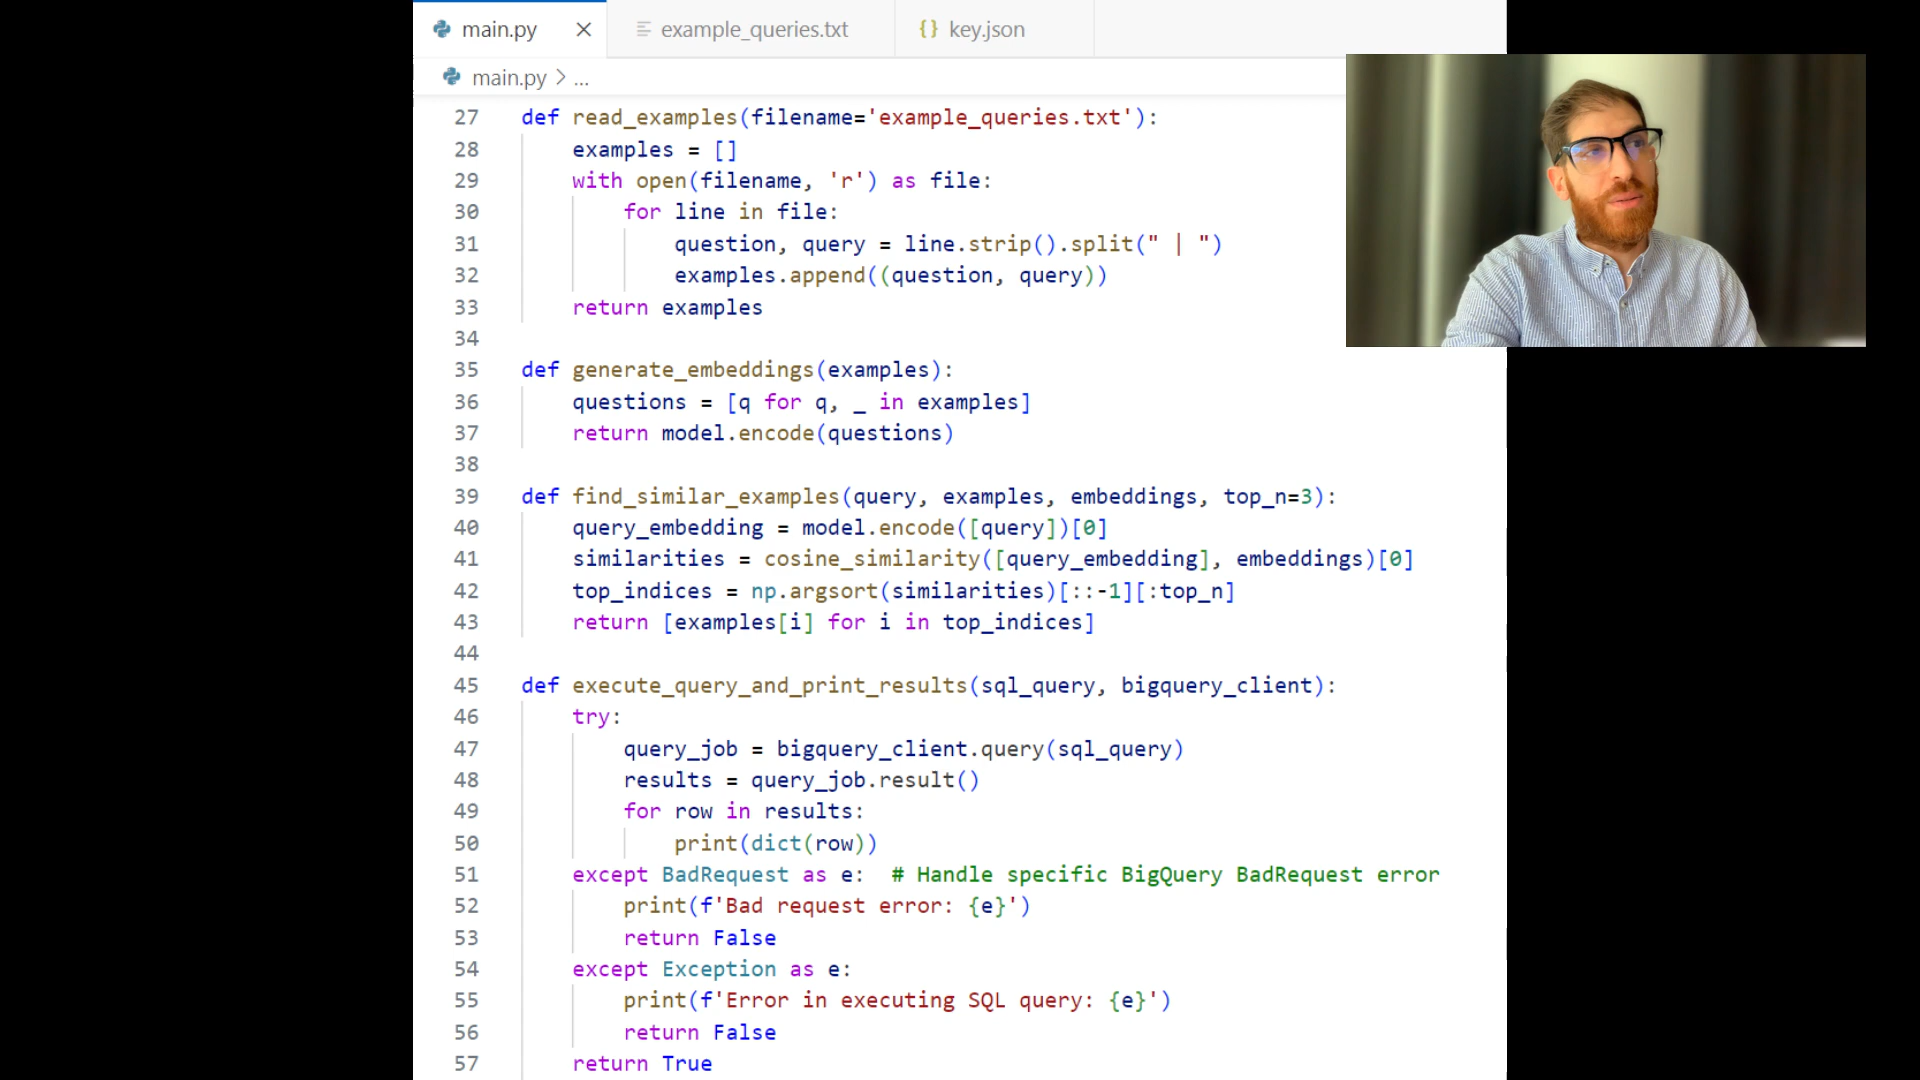 main.py example_queries.txt key.json
main.py > ...
27 def read_examples(filename='example_queries.txt'):
28     examples = []
29     with open(filename, 'r') as file:
30         for line in file:
31             question, query = line.strip().split(" | ")
32             examples.append((question, query))
33     return examples
34
35 def generate_embeddings(examples):
36     questions = [q for q, _ in examples]
37     return model.encode(questions)
38
39 def find_similar_examples(query, examples, embeddings, top_n=3):
40     query_embedding = model.encode([query])[0]
41     similarities = cosine_similarity([query_embedding], embeddings)[0]
42     top_indices = np.argsort(similarities)[::-1][:top_n]
43     return [examples[i] for i in top_indices]
44
45 def execute_query_and_print_results(sql_query, bigquery_client):
46     try:
47         query_job = bigquery_client.query(sql_query)
48         results = query_job.result()
49         for row in results:
50             print(dict(row))
51     except BadRequest as e:  # Handle specific BigQuery BadRequest error
52         print(f'Bad request error: {e}')
53         return False
54     except Exception as e:
55         print(f'Error in executing SQL query: {e}')
56         return False
57     return True